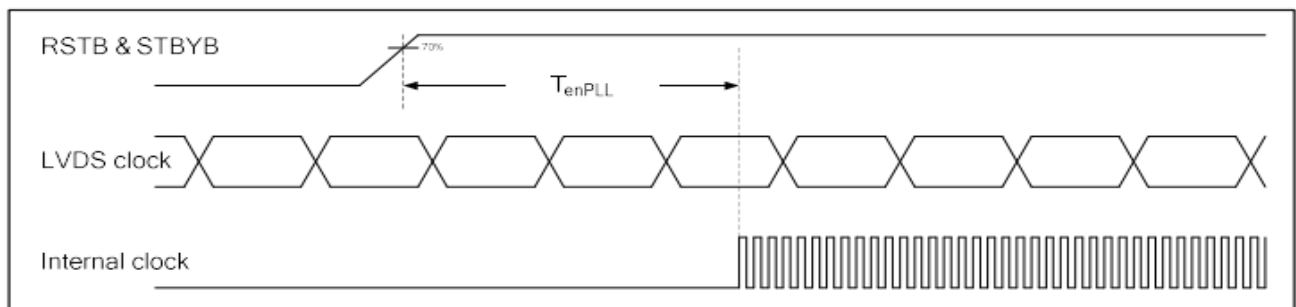 RSTB & STBYB
70%
TenPLL
LVDS clock
Internal clock